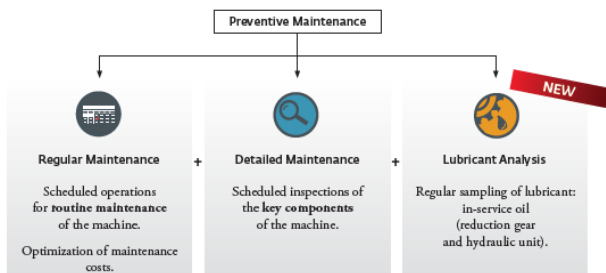 Preventive Maintenance
NEW
Regular Maintenance + Detailed Maintenance + Lubricant Analysis
Scheduled operations
for routine maintenance
of the machine.
Optimization of maintenance
costs.
Scheduled inspections of
the key components
of the machine.
Regular sampling of lubricant:
in-service oil
(reduction gear
and hydraulic unit).